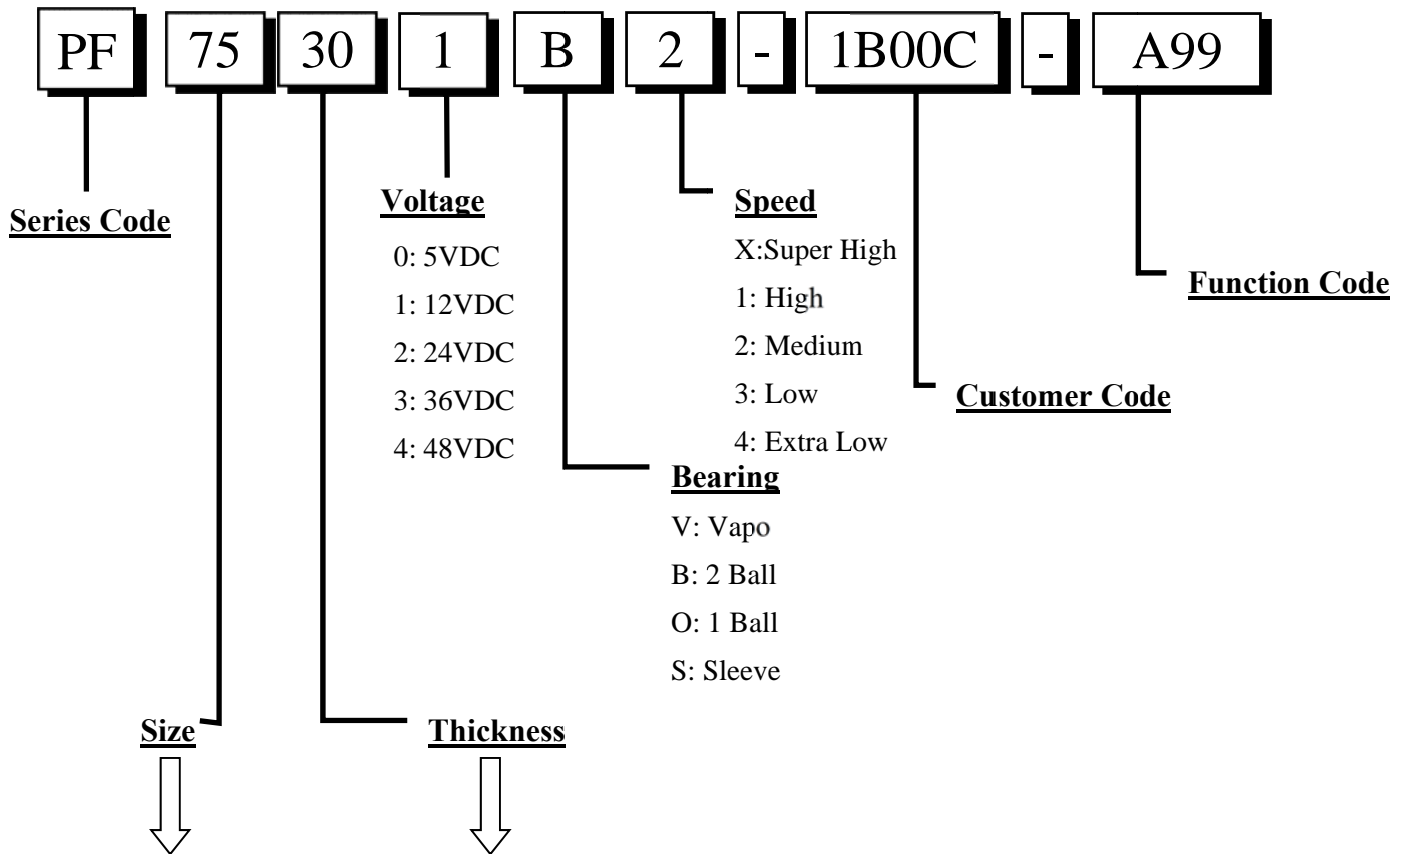 PF 75 30 1 B 2 - 1B00C - A99
Series Code
Voltage
0: 5VDC
1: 12VDC
2: 24VDC
3: 36VDC
4: 48VDC
Speed
X:Super High
1: High
2: Medium
3: Low
4: Extra Low
Function Code
Customer Code
Bearing
V: Vapo
B: 2 Ball
O: 1 Ball
S: Sleeve
Size
Thickness